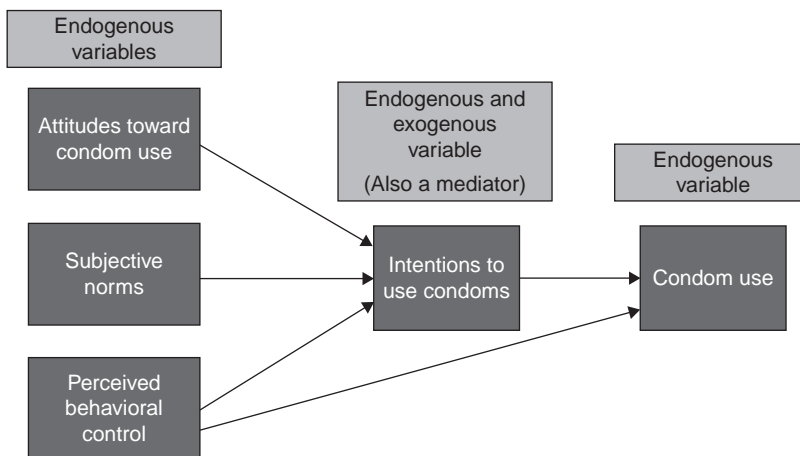 Endogenous
variables
Attitudes toward
condom use
Subjective
norms
Perceived
behavioral
control
Endogenous and
exogenous
variable
(Also a mediator)
Intentions to
use condoms
Endogenous
variable
Condom use